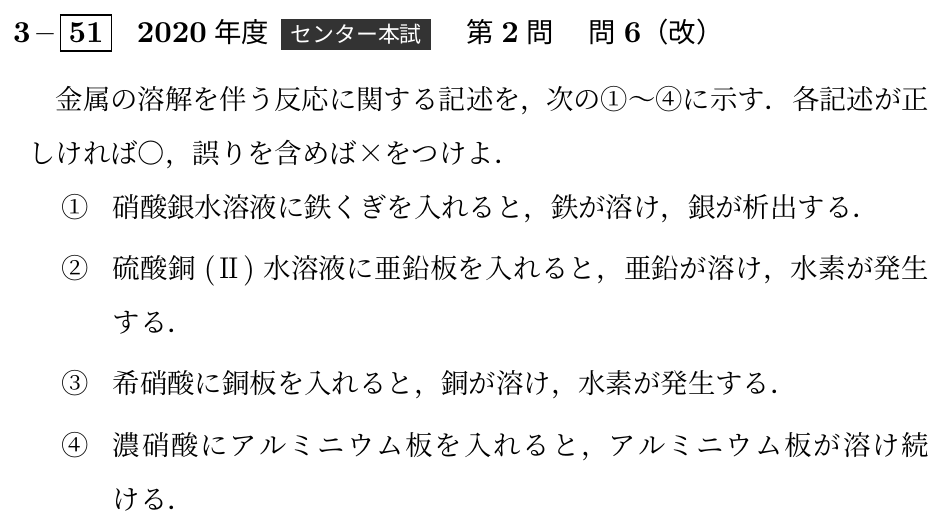 3－51 2020 年度 センター本試 第 2 問 問 6（改）
金属の溶解を伴う反応に関する記述を，次の①～④に示す．各記述が正
しければ○，誤りを含めば×をつけよ．
① 硝酸銀水溶液に鉄くぎを入れると，鉄が溶け，銀が析出する．
② 硫酸銅 (Ⅱ) 水溶液に亜鉛板を入れると，亜鉛が溶け，水素が発生
する．
③ 希硝酸に銅板を入れると，銅が溶け，水素が発生する．
④ 濃硝酸にアルミニウム板を入れると，アルミニウム板が溶け続
ける．